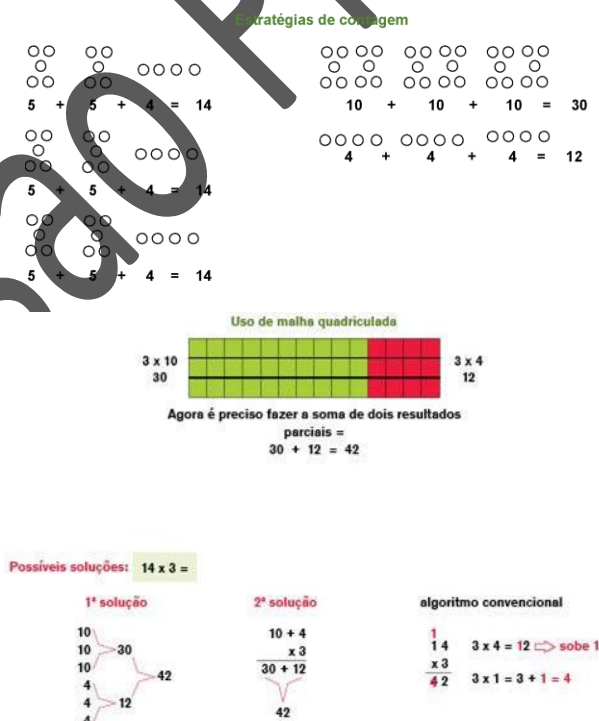 Estratégias de contagem
5 + 5 + 4 = 14
10 + 10 + 10 = 30
5 + 5 + 4 = 14
4 + 4 + 4 = 12
5 + 5 + 4 = 14
Uso de malha quadriculada
3 x 10
30
3 x 4
12
Agora é preciso fazer a soma de dois resultados
parciais =
30 + 12 = 42
Possíveis soluções: 14 x 3 =
1ª solução
10
10
10
30
4
4
4
12
42
2ª solução
10 + 4
x 3
30 + 12
42
algoritmo convencional
1
1 4
x 3
4 2
3 x 4 = 12 sobe 1
3 x 1 = 3 + 1 = 4